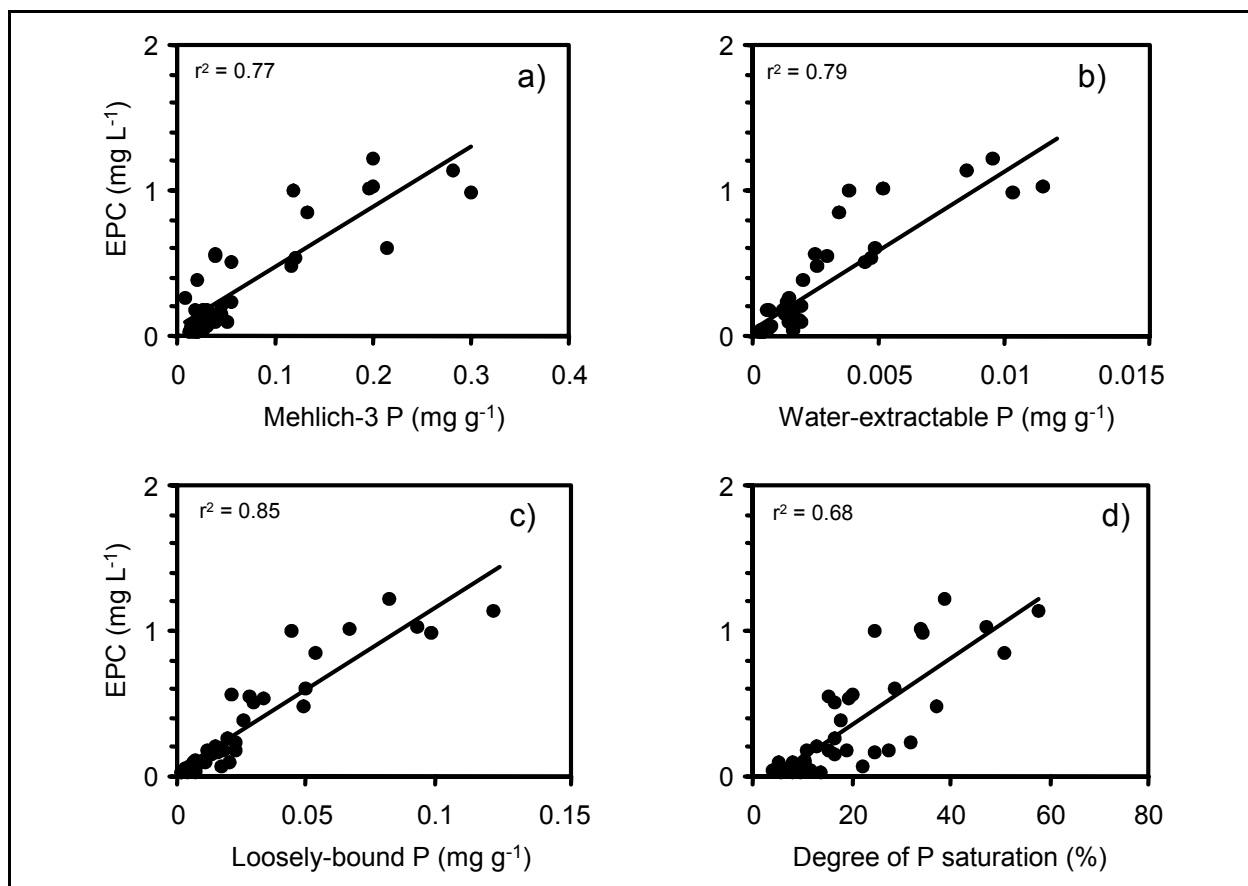 r² = 0.77
a)
2
1
0
EPC (mg L⁻¹)
0 0.1 0.2 0.3 0.4
Mehlich-3 P (mg g⁻¹)
r² = 0.79
b)
2
1
0
0 0.005 0.01 0.015
Water-extractable P (mg g⁻¹)
r² = 0.85
c)
2
1
0
EPC (mg L⁻¹)
0 0.05 0.1 0.15
Loosely-bound P (mg g⁻¹)
r² = 0.68
d)
2
1
0
0 20 40 60 80
Degree of P saturation (%)